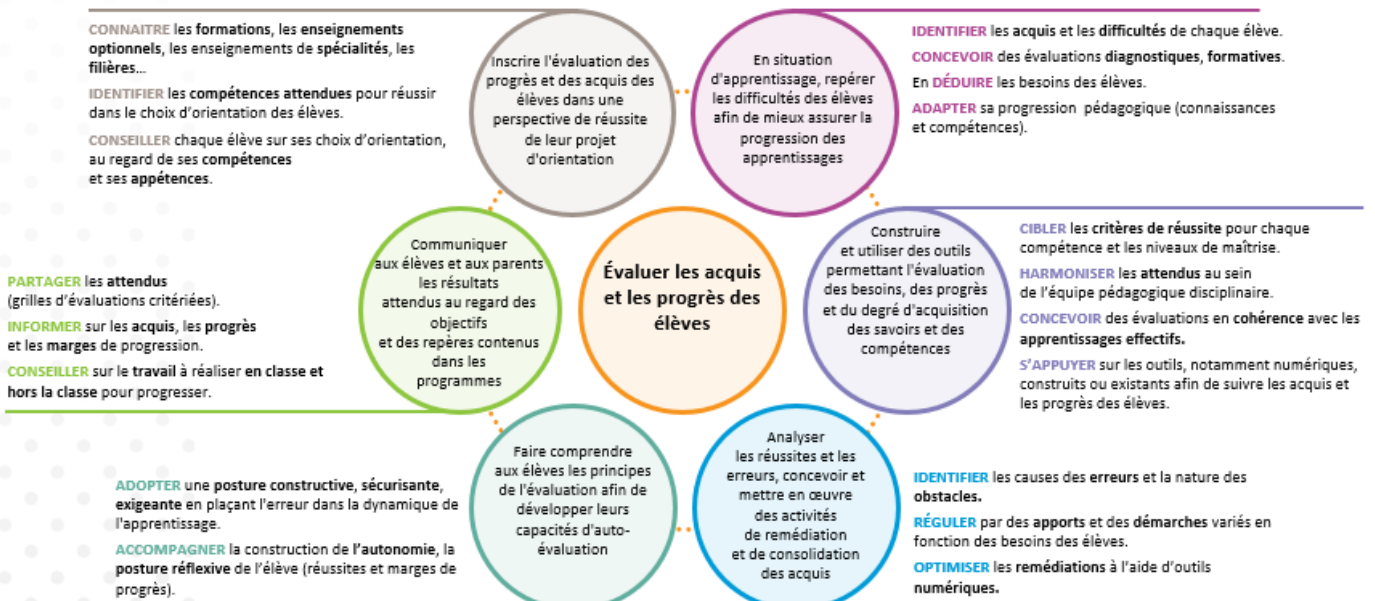 CONNAITRE les formations, les enseignements
optionnels, les enseignements de spécialités, les
filières...
IDENTIFIER les compétences attendues pour réussir
dans le choix d'orientation des élèves.
CONSEILLER chaque élève sur ses choix d'orientation,
au regard de ses compétences
et ses appétences.
Inscrire l'évaluation des
progrès et des acquis des
élèves dans une
perspective de réussite
de leur projet
d'orientation
En situation
d'apprentissage, repérer
les difficultés des élèves
afin de mieux assurer la
progression des
apprentissages
IDENTIFIER les acquis et les difficultés de chaque élève.
CONCEVOIR des évaluations diagnostiques, formatives.
En DÉDUIRE les besoins des élèves.
ADAPTER sa progression pédagogique (connaissances
et compétences).
PARTAGER les attendus
(grilles d'évaluations critériées).
INFORMER sur les acquis, les progrès
et les marges de progression.
CONSEILLER sur le travail à réaliser en classe et
hors la classe pour progresser.
Communiquer
aux élèves et aux parents
les résultats
attendus au regard des
objectifs
et des repères contenus
dans les
programmes
Évaluer les acquis
et les progrès des
élèves
Construire
et utiliser des outils
permettant l'évaluation
des besoins, des progrès
et du degré d'acquisition
des savoirs et des
compétences
CIBLER les critères de réussite pour chaque
compétence et les niveaux de maîtrise.
HARMONISER les attendus au sein
de l'équipe pédagogique disciplinaire.
CONCEVOIR des évaluations en cohérence avec les
apprentissages effectifs.
S'APPUYER sur les outils, notamment numériques,
construits ou existants afin de suivre les acquis et
les progrès des élèves.
ADOPTER une posture constructive, sécurisante,
exigeante en plaçant l'erreur dans la dynamique de
l'apprentissage.
ACCOMPAGNER la construction de l'autonomie, la
posture réflexive de l'élève (réussites et marges de
progrès).
Faire comprendre
aux élèves les principes
de l'évaluation afin de
développer leurs
capacités d'auto-
évaluation
Analyser
les réussites et les
erreurs, concevoir et
mettre en œuvre
des activités
de remédiation
et de consolidation
des acquis
IDENTIFIER les causes des erreurs et la nature des
obstacles.
RÉGULER par des apports et des démarches variés en
fonction des besoins des élèves.
OPTIMISER les remédiations à l'aide d'outils
numériques.